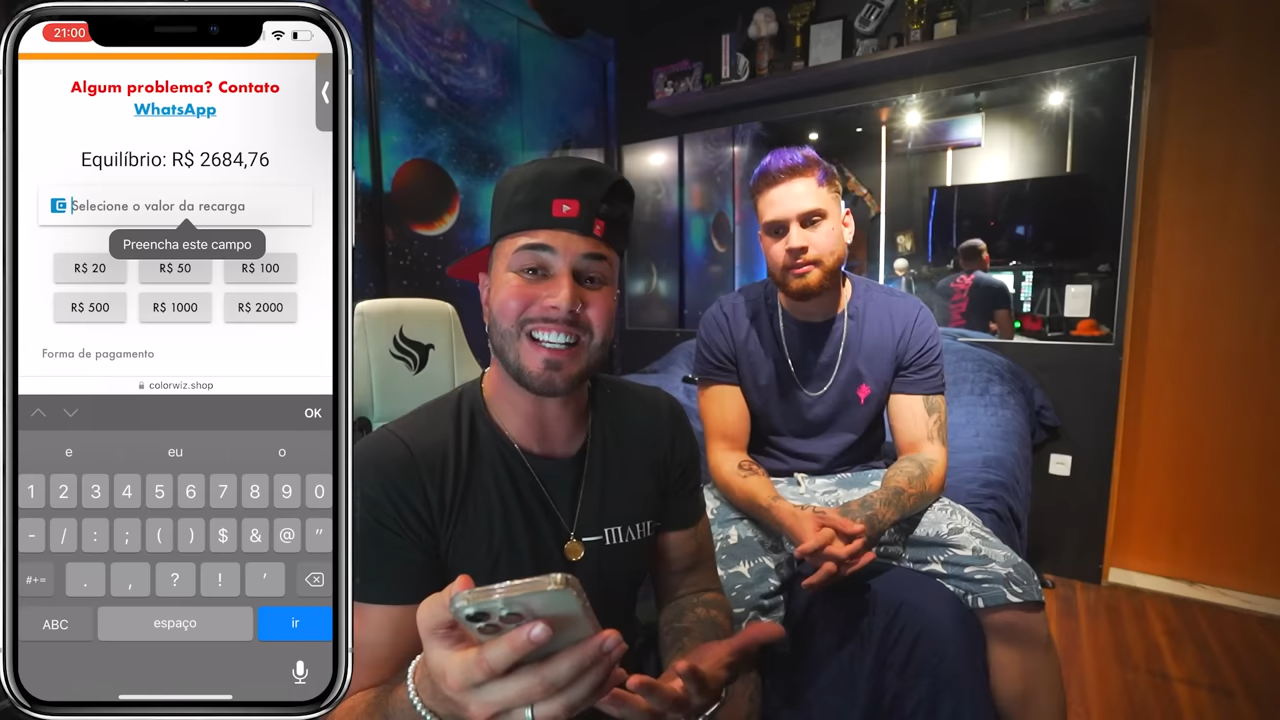 21:00
Algum problema? Contato
WhatsApp
Equilíbrio: R$ 2684,76
Selecione o valor da recarga
Preencha este campo
R$ 20 R$ 50 R$ 100
R$ 500 R$ 1000 R$ 2000
Forma de pagamento
colorwiz.shop
OK
e eu o
1 2 3 4 5 6 7 8 9 0
- / : ; ( ) $ & @ "
#+= . , ? ! '
ABC espaço ir